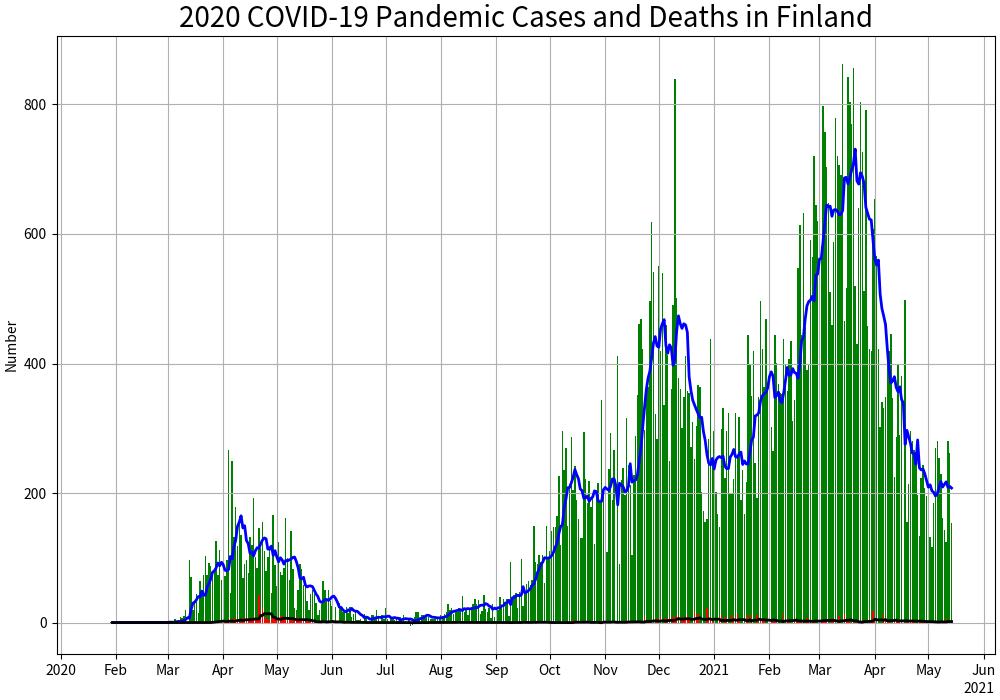 2020 COVID-19 Pandemic Cases and Deaths in Finland
Number
800
600
400
200
0
2020 Feb Mar Apr May Jun Jul Aug Sep Oct Nov Dec 2021 Feb Mar Apr May Jun
2021